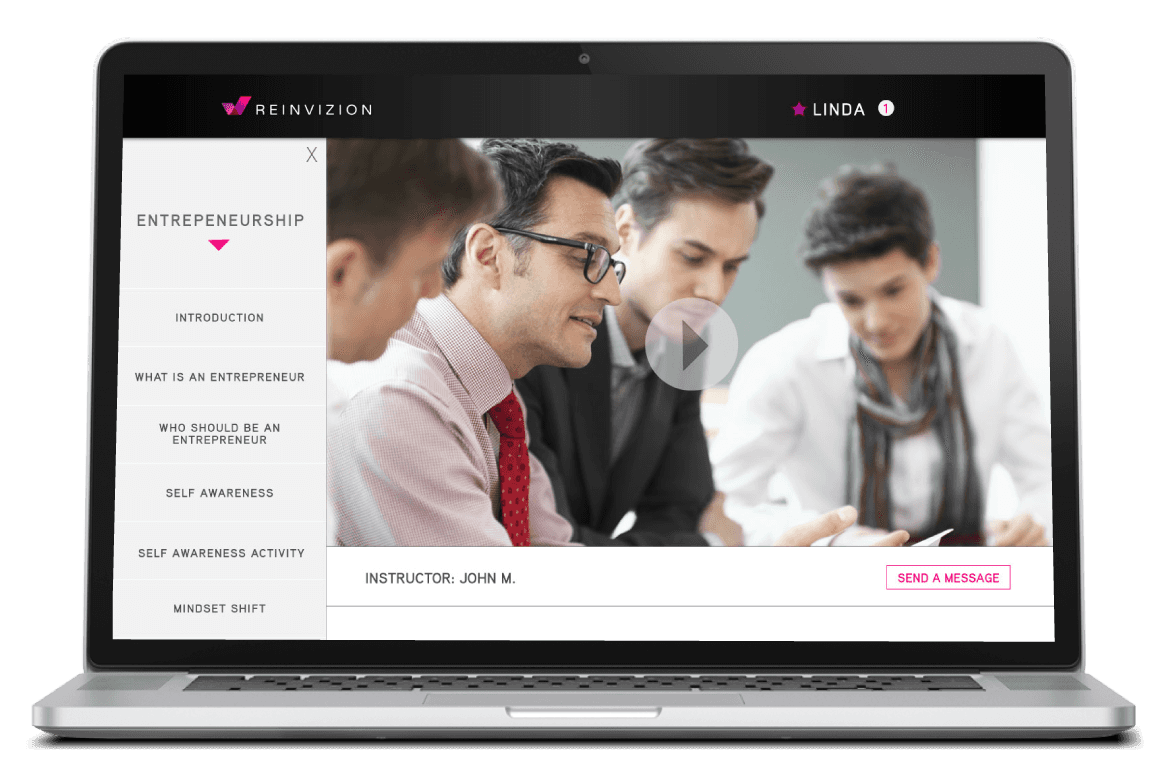 REINVIZION
LINDA 1
X
ENTREPENEURSHIP
INTRODUCTION
WHAT IS AN ENTREPRENEUR
WHO SHOULD BE AN
ENTREPRENEUR
SELF AWARENESS
SELF AWARENESS ACTIVITY
MINDSET SHIFT
INSTRUCTOR: JOHN M.
SEND A MESSAGE